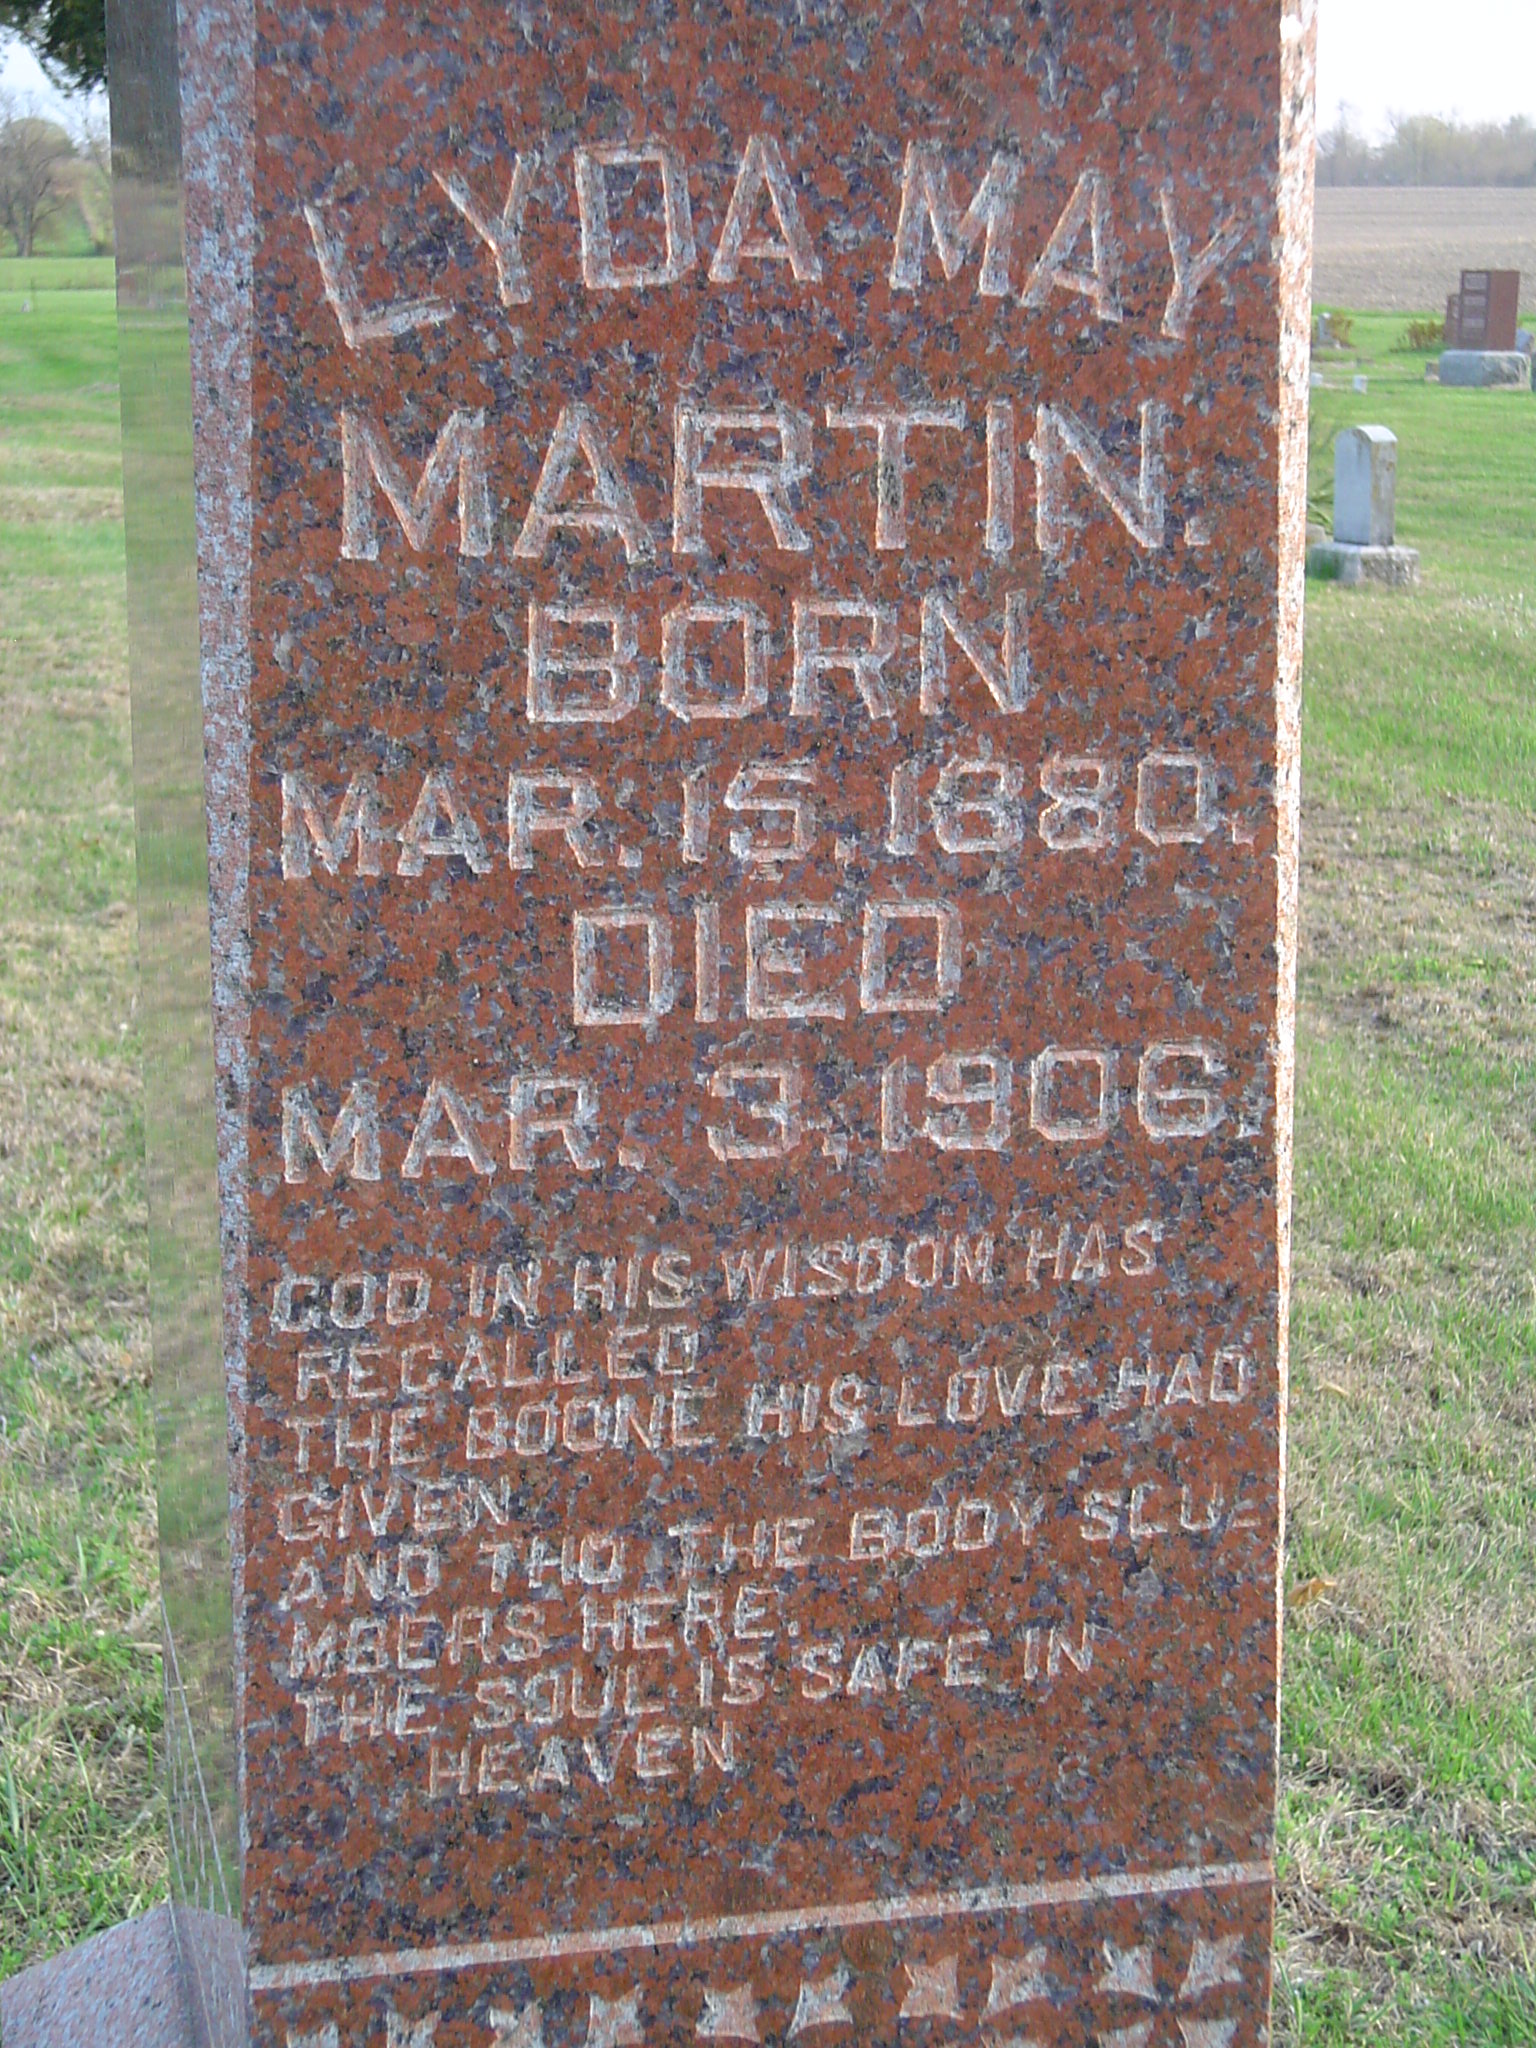 LYDA MAY
MARTIN.
BORN
MAR. 15, 1880.
DIED
MAR. 3, 1906.
GOD IN HIS WISDOM HAS
RECALLED
THE BOONE HIS LOVE HAD
GIVEN
AND THO THE BODY SLU-
MBERS HERE.
THE SOUL IS SAFE IN
HEAVEN